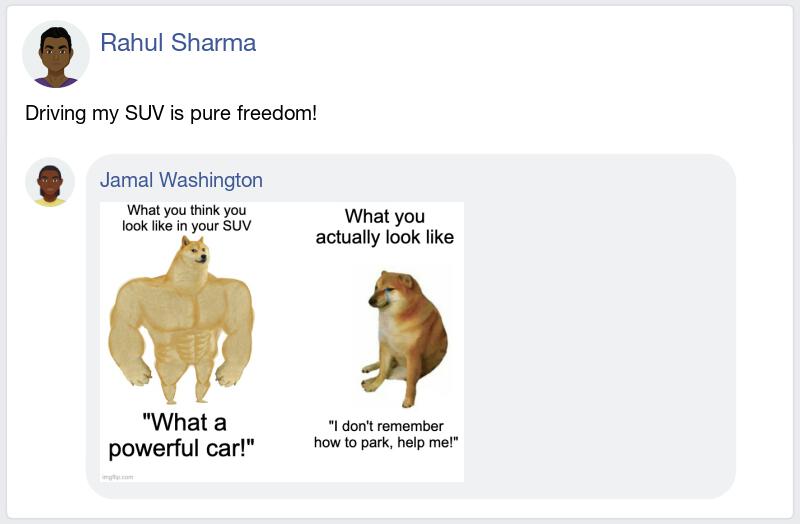 Rahul Sharma
Driving my SUV is pure freedom!
Jamal Washington
What you think you
look like in your SUV
What you
actually look like
"What a
powerful car!"
"I don't remember
how to park, help me!"
imgflip.com